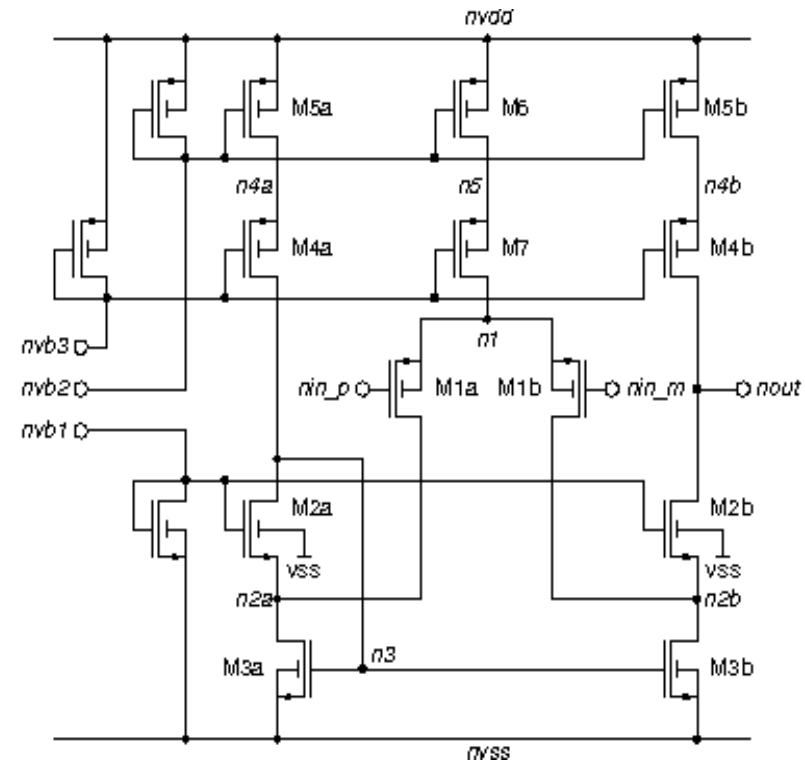 nvdd
M5a M6 M5b
n4a n5 n4b
M4a M7 M4b
nvb3 n1
nvb2 nin_p M1a M1b nin_m nout
nvb1
M2a M2b
vss vss
n2a n2b
M3a n3 M3b
nvss